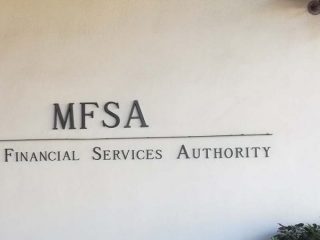 MFSA
FINANCIAL SERVICES AUTHORITY